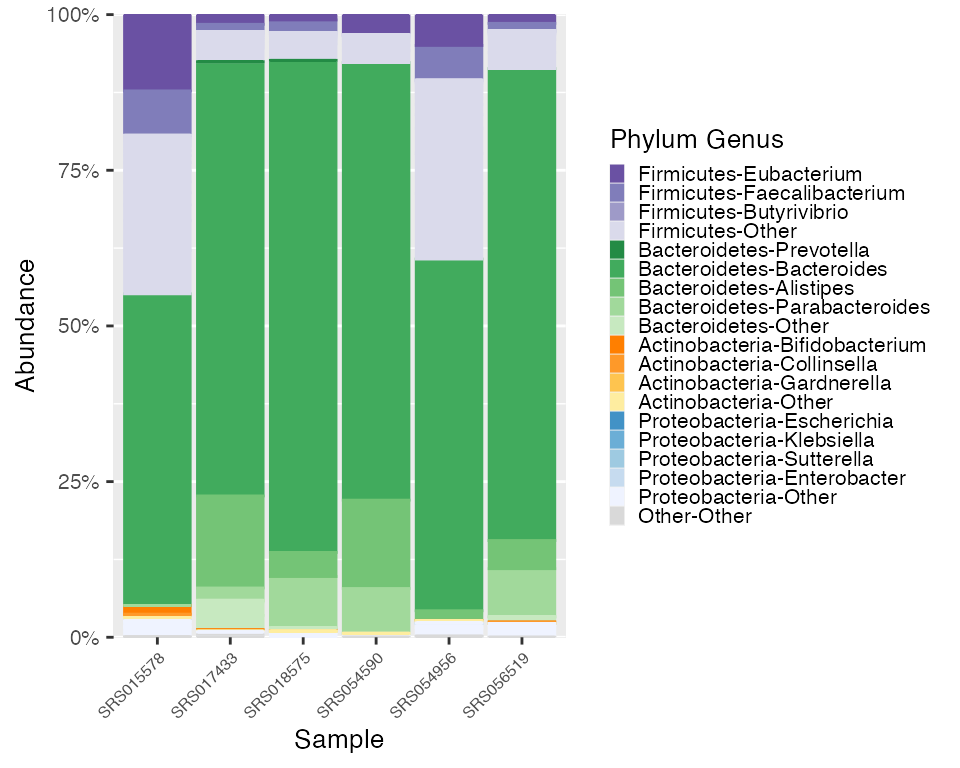 100%
75%
50%
25%
0%
Abundance
SRS015578
SRS017433
SRS018575
SRS054590
SRS054956
SRS056519
Sample
Phylum Genus
Firmicutes-Eubacterium
Firmicutes-Faecalibacterium
Firmicutes-Butyrivibrio
Firmicutes-Other
Bacteroidetes-Prevotella
Bacteroidetes-Bacteroides
Bacteroidetes-Alistipes
Bacteroidetes-Parabacteroides
Bacteroidetes-Other
Actinobacteria-Bifidobacterium
Actinobacteria-Collinsella
Actinobacteria-Gardnerella
Actinobacteria-Other
Proteobacteria-Escherichia
Proteobacteria-Klebsiella
Proteobacteria-Sutterella
Proteobacteria-Enterobacter
Proteobacteria-Other
Other-Other